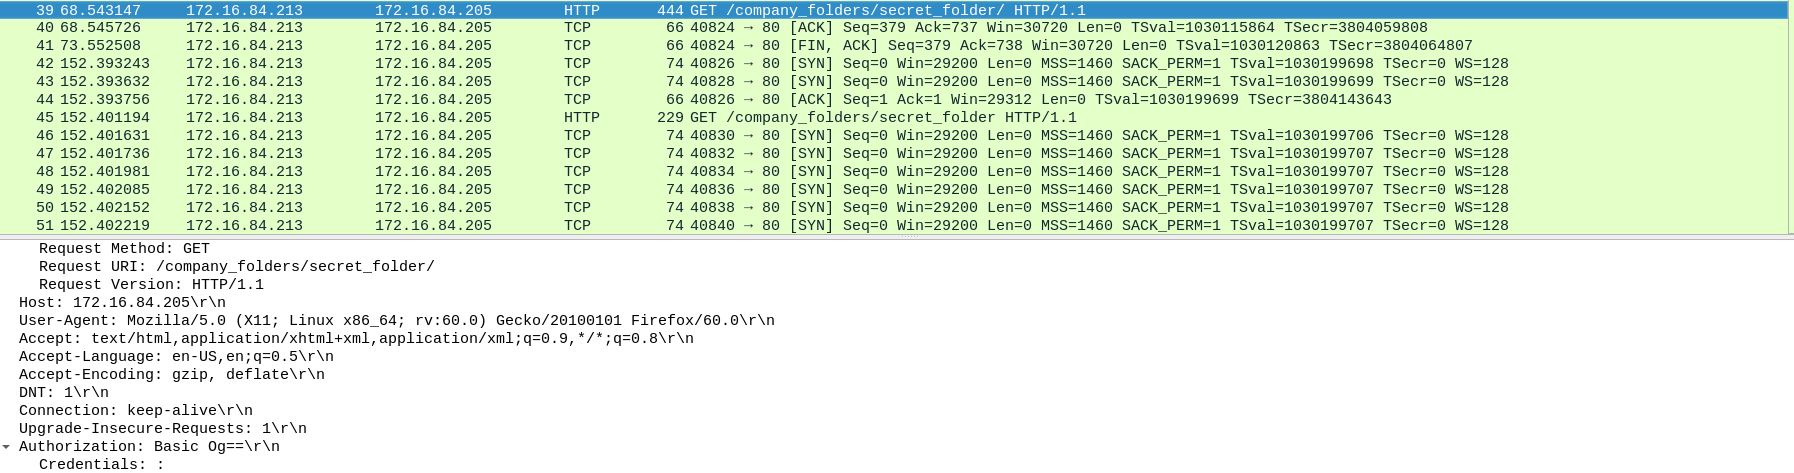 39 68.543147 172.16.84.213 172.16.84.205 HTTP 444 GET /company_folders/secret_folder/ HTTP/1.1
40 68.545726 172.16.84.213 172.16.84.205 TCP 66 40824 → 80 [ACK] Seq=379 Ack=737 Win=30720 Len=0 TSval=1030115864 TSecr=3804059808
41 73.552508 172.16.84.213 172.16.84.205 TCP 66 40824 → 80 [FIN, ACK] Seq=379 Ack=738 Win=30720 Len=0 TSval=1030120863 TSecr=3804064807
42 152.393243 172.16.84.213 172.16.84.205 TCP 74 40826 → 80 [SYN] Seq=0 Win=29200 Len=0 MSS=1460 SACK_PERM=1 TSval=1030199698 TSecr=0 WS=128
43 152.393632 172.16.84.213 172.16.84.205 TCP 74 40828 → 80 [SYN] Seq=0 Win=29200 Len=0 MSS=1460 SACK_PERM=1 TSval=1030199699 TSecr=0 WS=128
44 152.393756 172.16.84.213 172.16.84.205 TCP 66 40826 → 80 [ACK] Seq=1 Ack=1 Win=29312 Len=0 TSval=1030199699 TSecr=3804143643
45 152.401194 172.16.84.213 172.16.84.205 HTTP 229 GET /company_folders/secret_folder HTTP/1.1
46 152.401631 172.16.84.213 172.16.84.205 TCP 74 40830 → 80 [SYN] Seq=0 Win=29200 Len=0 MSS=1460 SACK_PERM=1 TSval=1030199706 TSecr=0 WS=128
47 152.401736 172.16.84.213 172.16.84.205 TCP 74 40832 → 80 [SYN] Seq=0 Win=29200 Len=0 MSS=1460 SACK_PERM=1 TSval=1030199707 TSecr=0 WS=128
48 152.401981 172.16.84.213 172.16.84.205 TCP 74 40834 → 80 [SYN] Seq=0 Win=29200 Len=0 MSS=1460 SACK_PERM=1 TSval=1030199707 TSecr=0 WS=128
49 152.402085 172.16.84.213 172.16.84.205 TCP 74 40836 → 80 [SYN] Seq=0 Win=29200 Len=0 MSS=1460 SACK_PERM=1 TSval=1030199707 TSecr=0 WS=128
50 152.402152 172.16.84.213 172.16.84.205 TCP 74 40838 → 80 [SYN] Seq=0 Win=29200 Len=0 MSS=1460 SACK_PERM=1 TSval=1030199707 TSecr=0 WS=128
51 152.402219 172.16.84.213 172.16.84.205 TCP 74 40840 → 80 [SYN] Seq=0 Win=29200 Len=0 MSS=1460 SACK_PERM=1 TSval=1030199707 TSecr=0 WS=128
Request Method: GET
Request URI: /company_folders/secret_folder/
Request Version: HTTP/1.1
Host: 172.16.84.205\r\n
User-Agent: Mozilla/5.0 (X11; Linux x86_64; rv:60.0) Gecko/20100101 Firefox/60.0\r\n
Accept: text/html,application/xhtml+xml,application/xml;q=0.9,*/*;q=0.8\r\n
Accept-Language: en-US,en;q=0.5\r\n
Accept-Encoding: gzip, deflate\r\n
DNT: 1\r\n
Connection: keep-alive\r\n
Upgrade-Insecure-Requests: 1\r\n
Authorization: Basic Og==\r\n
Credentials: :